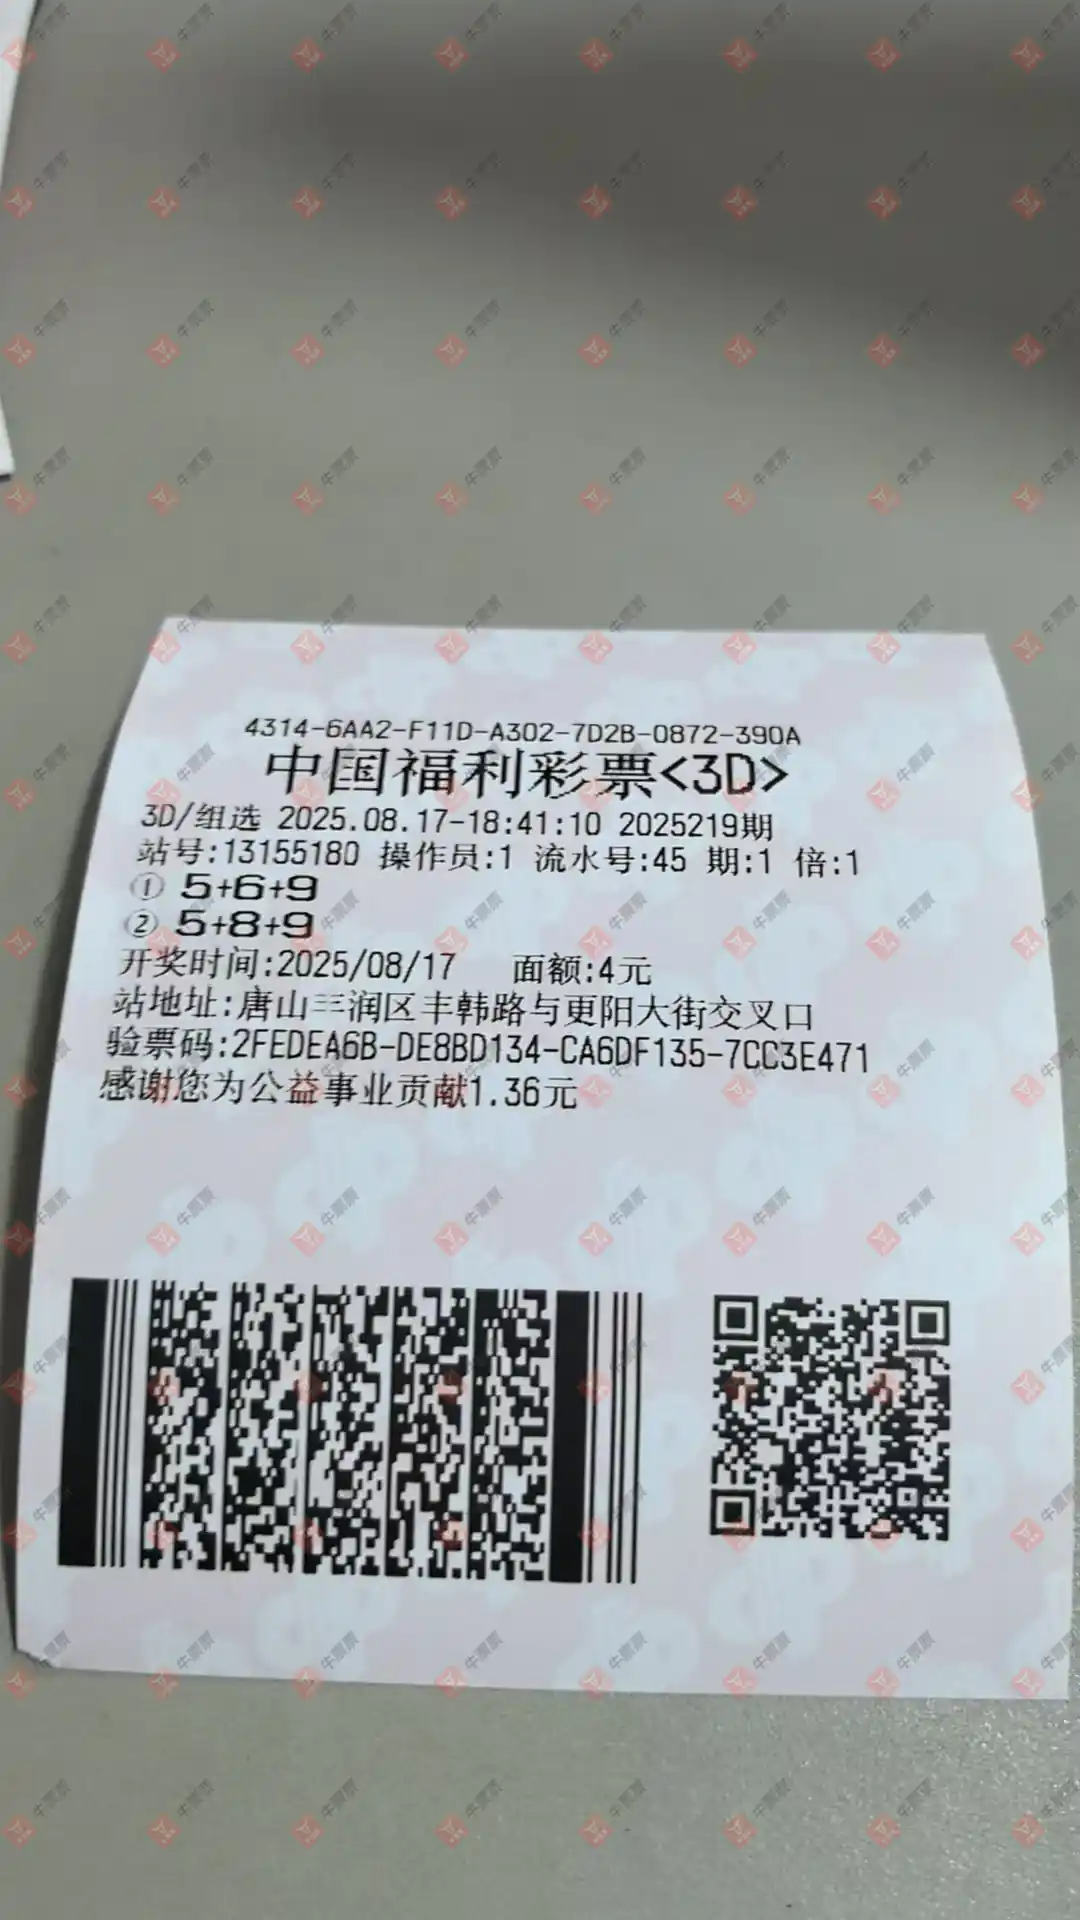 4314-6AA2-F11D-A302-7D2B-0872-390A
中国福利彩票<3D>
3D/组选 2025.08.17-18:41:10 2025219期
站号:13155180 操作员:1 流水号:45 期:1 倍:1
① 5+6+9
② 5+8+9
开奖时间:2025/08/17 面额:4元
站地址:唐山丰润区丰韩路与更阳大街交叉口
验票码:2FEDEA6B-DE8BD134-CA6DF135-7CC3E471
感谢您为公益事业贡献1.36元
牛票票